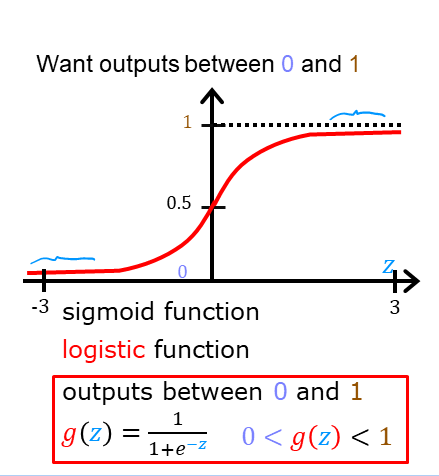 Want outputs between 0 and 1
1
0.5
0
z
-3
3
sigmoid function
logistic function
outputs between 0 and 1
g(z) = 1/(1+e^{-z}) 0 < g(z) < 1